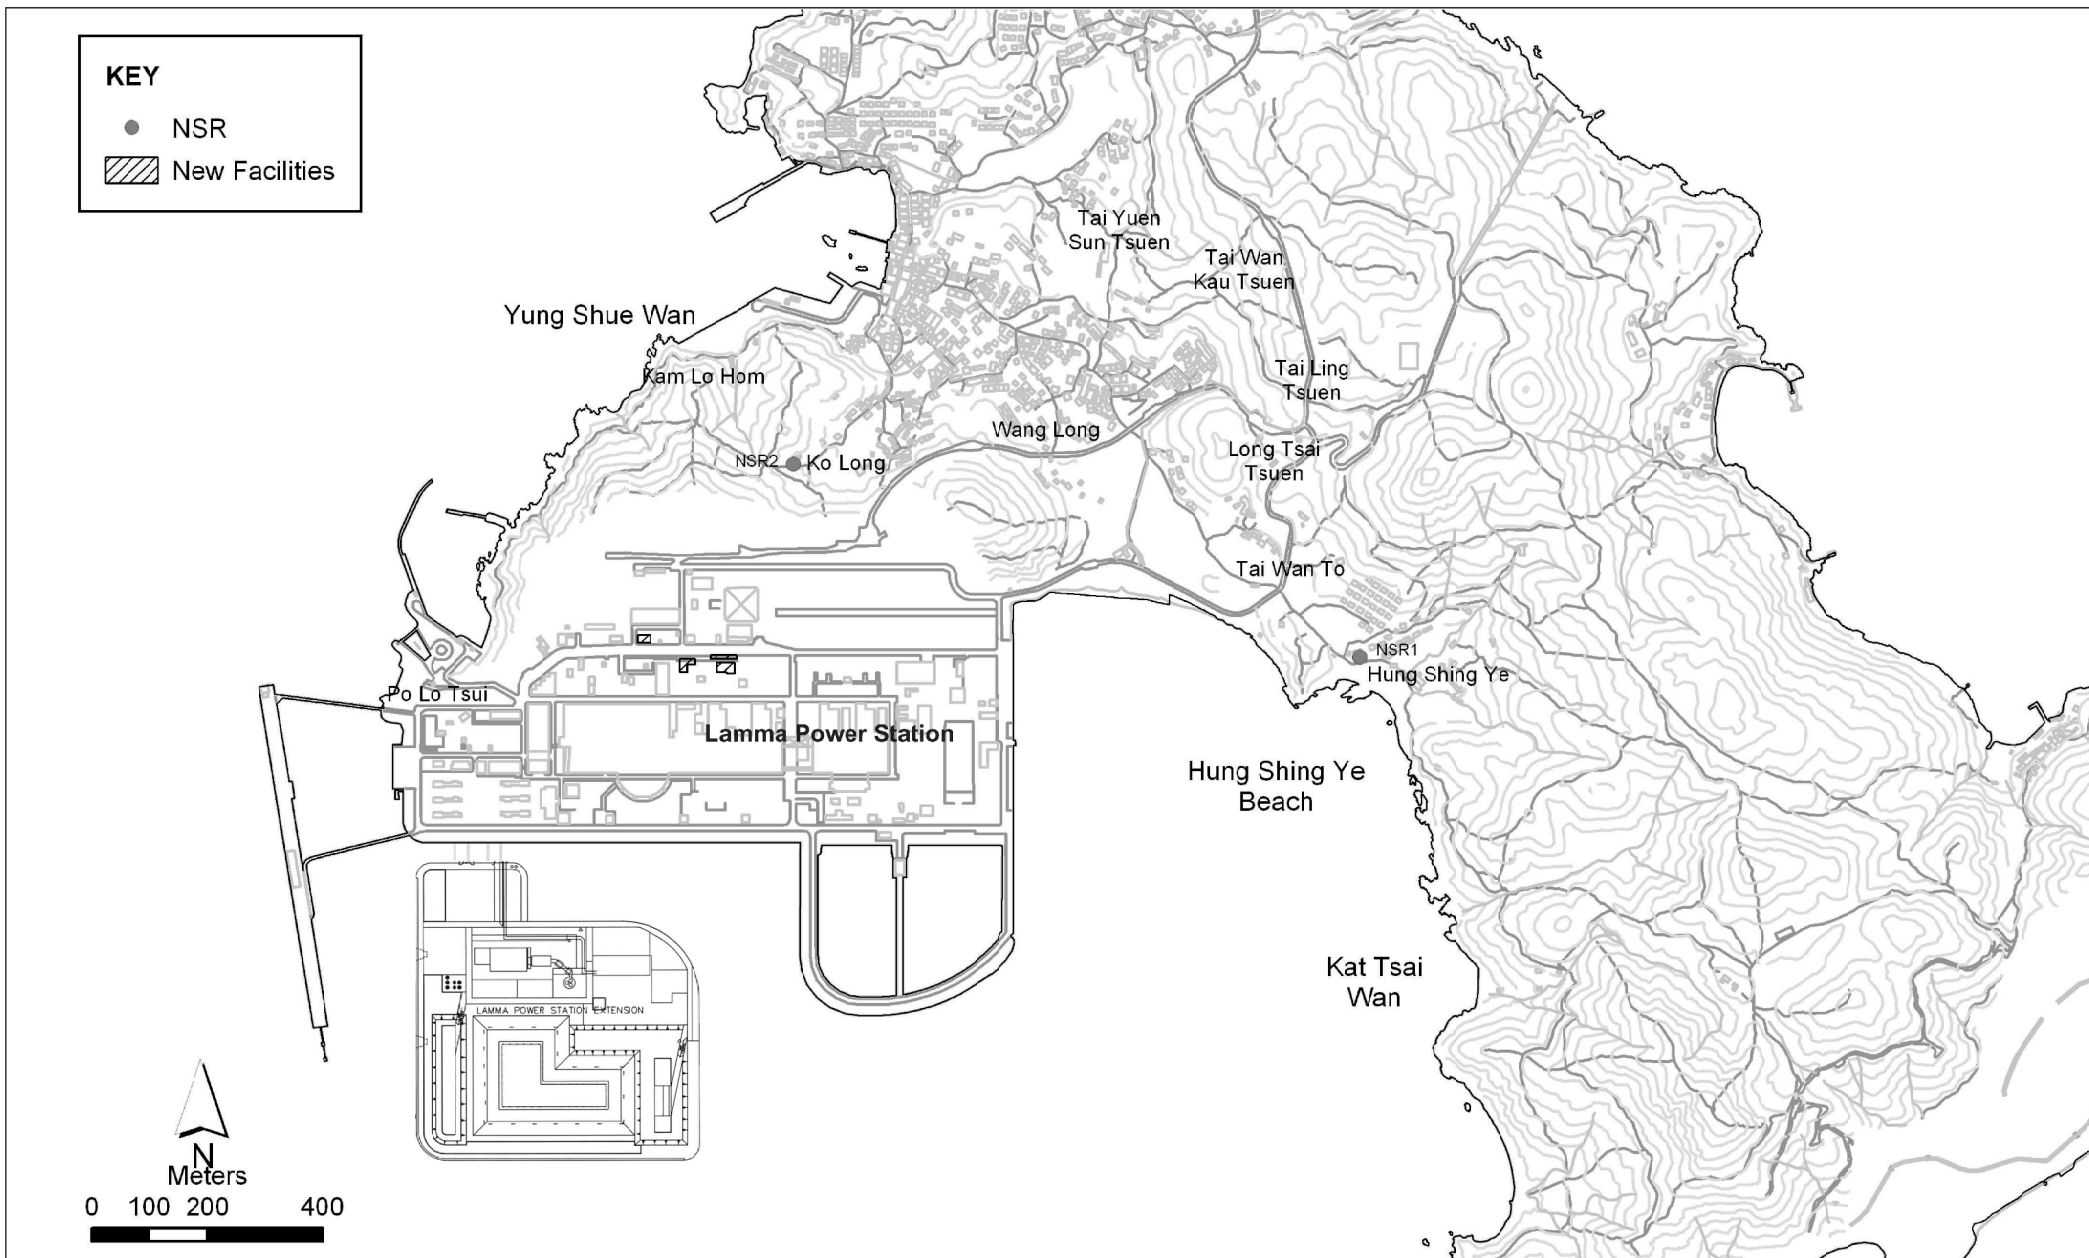 KEY
NSR
New Facilities
Tai Yuen
Sun Tsuen
Tai Wan
Kau Tsuen
Yung Shue Wan
Kam Lo Hom
Tai Ling
Tsuen
Wang Long
Long Tsai
Tsuen
NSR2
Ko Long
Tai Wan To
NSR1
Hung Shing Ye
Po Lo Tsui
Lamma Power Station
Hung Shing Ye
Beach
Kat Tsai
Wan
LAMMA POWER STATION EXTENSION
N
Meters
0 100 200 400